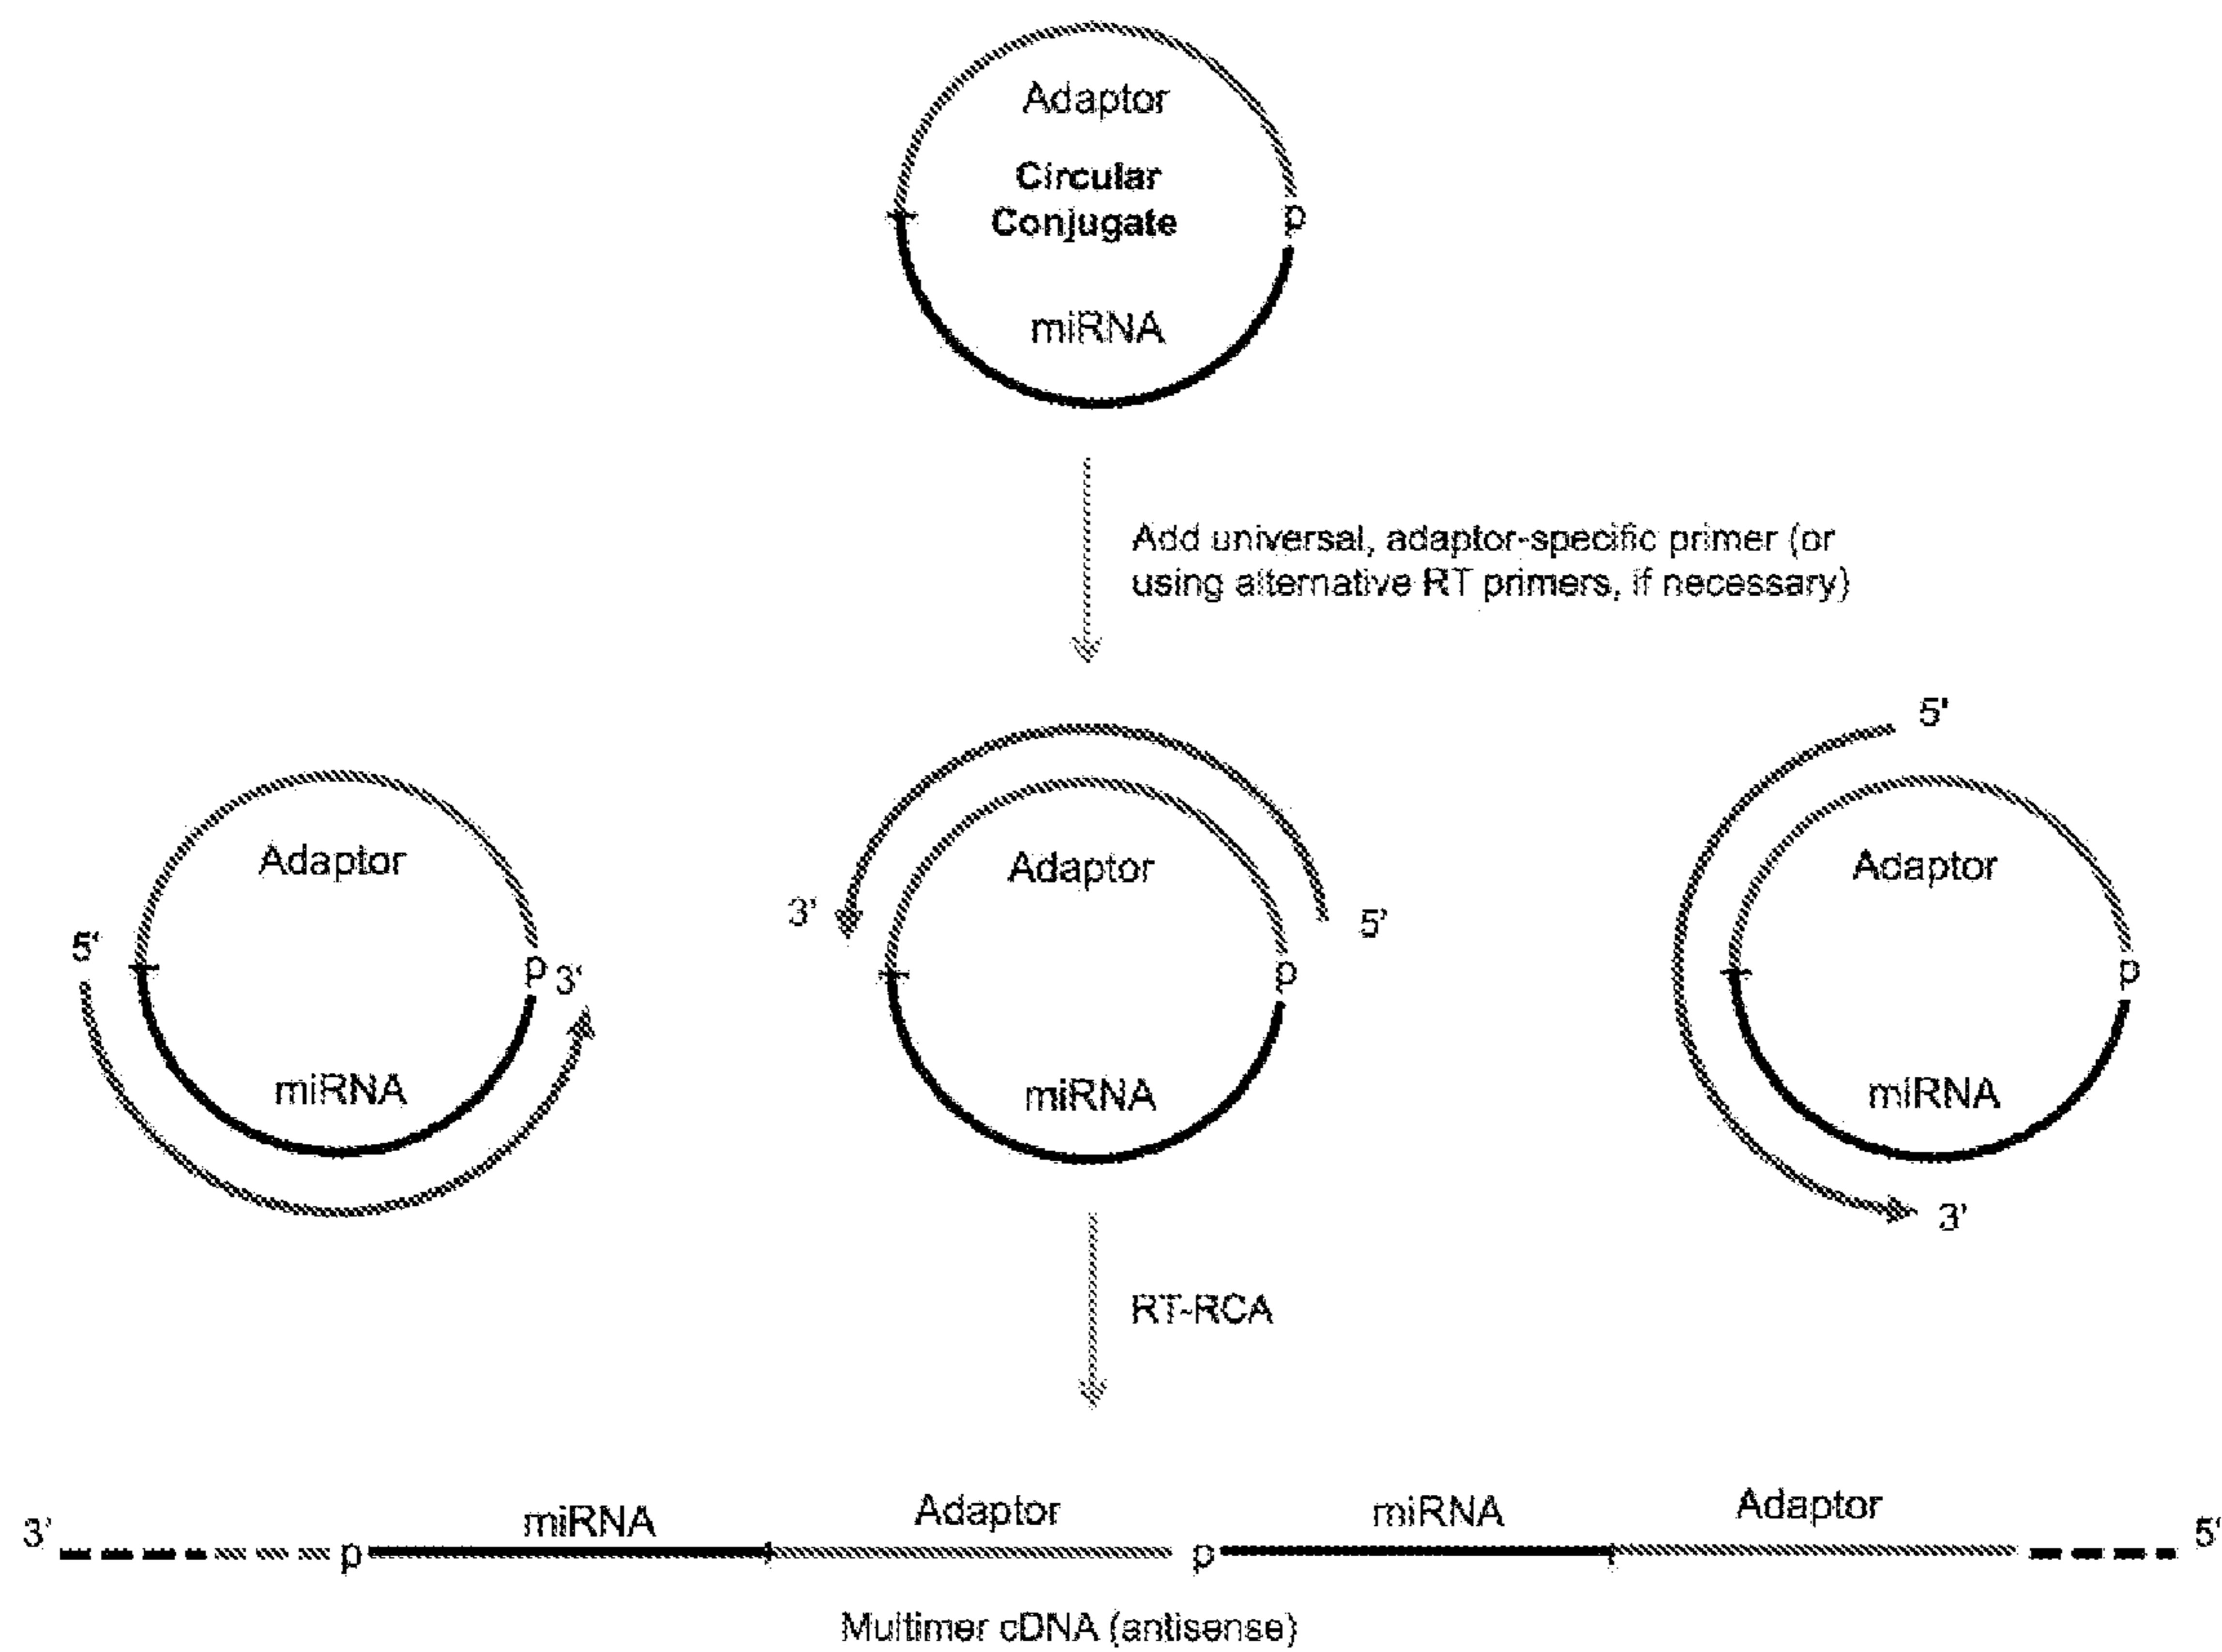 Adaptor
Circular
Conjugate
p
miRNA
Add universal, adaptor-specific primer (or
using alternative RT primers, if necessary)
Adaptor
5'
p 3'
miRNA
3'
Adaptor
5'
p
miRNA
5'
Adaptor
p
miRNA
3'
RT-RCA
3'
p
miRNA
Adaptor
p
miRNA
Adaptor
5'
Multimer cDNA (antisense)